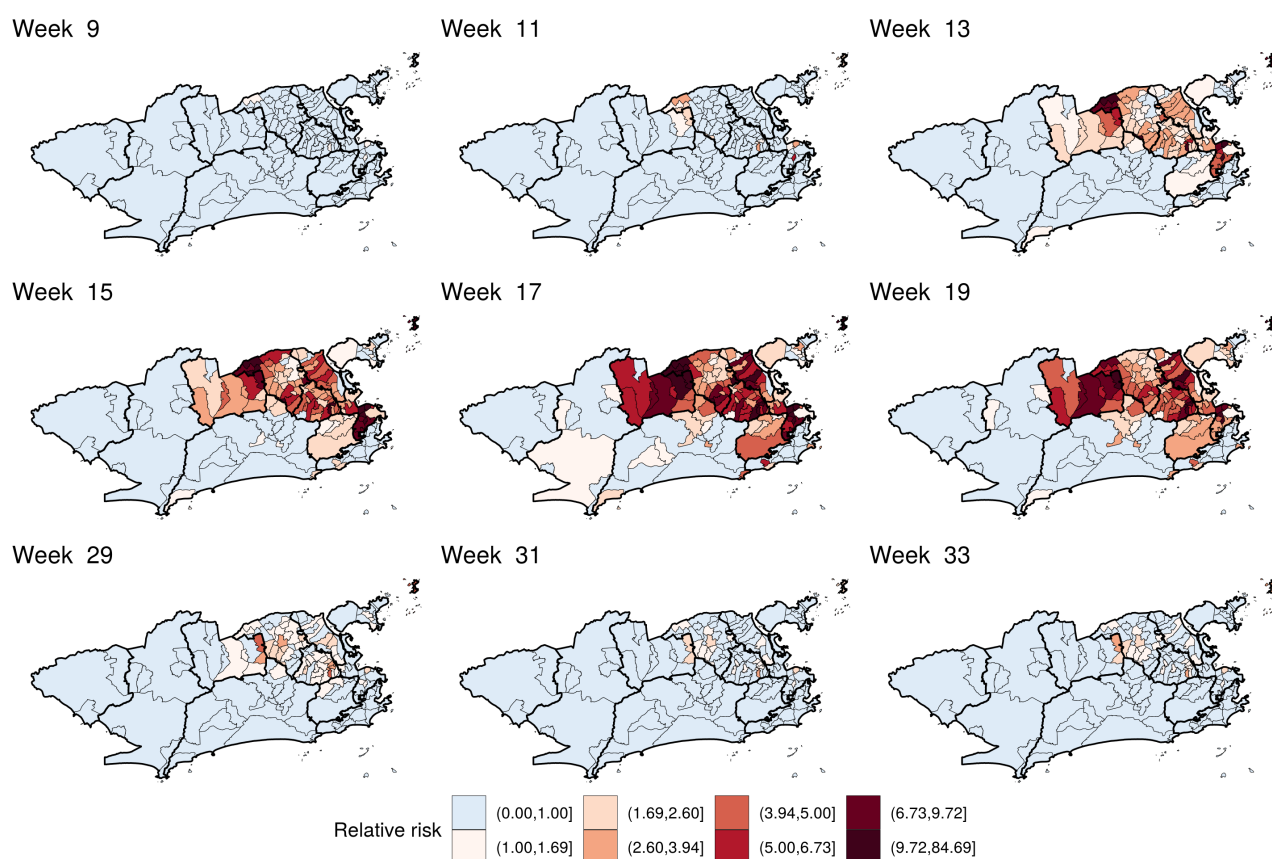 Week 9
Week 11
Week 13
Week 15
Week 17
Week 19
Week 29
Week 31
Week 33
Relative risk
(0.00,1.00]
(1.69,2.60]
(3.94,5.00]
(6.73,9.72]
(1.00,1.69]
(2.60,3.94]
(5.00,6.73]
(9.72,84.69]